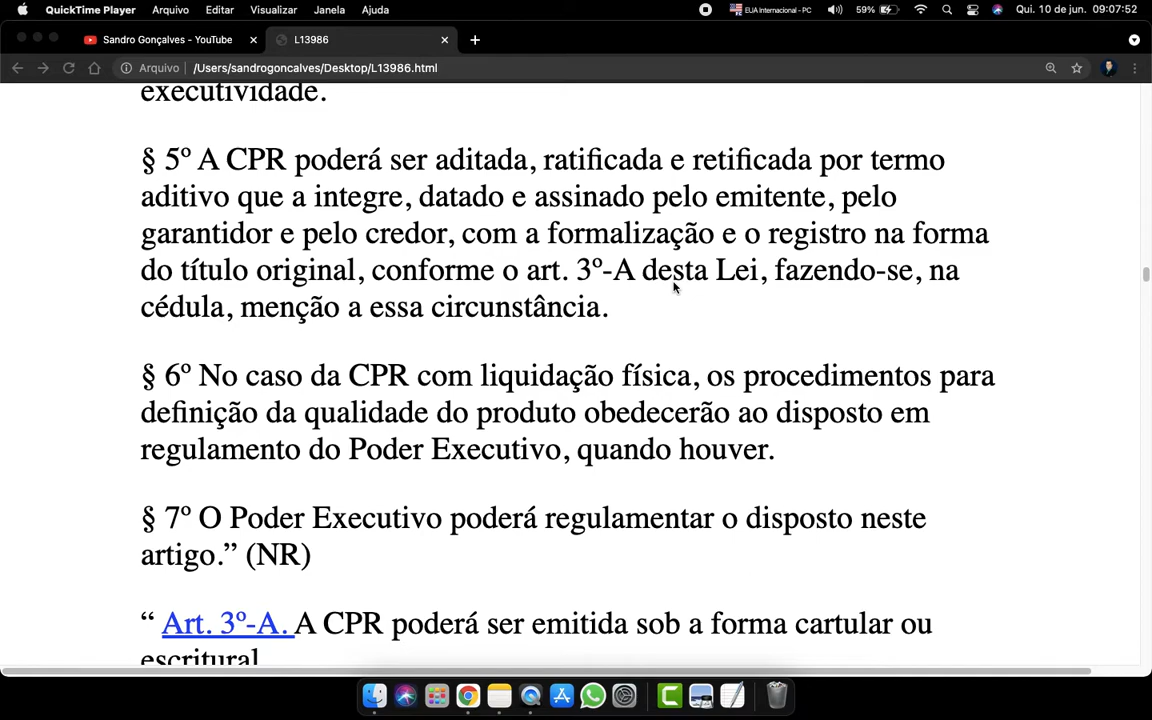 QuickTime Player Arquivo Editar Visualizar Janela Ajuda EUA Internacional - PC 59% Qui. 10 de jun. 09:07:52
Sandro Gonçalves - YouTube L13986
Arquivo /Users/sandrogoncalves/Desktop/L13986.html
executividade.
§ 5º A CPR poderá ser aditada, ratificada e retificada por termo
aditivo que a integre, datado e assinado pelo emitente, pelo
garantidor e pelo credor, com a formalização e o registro na forma
do título original, conforme o art. 3º-A desta Lei, fazendo-se, na
cédula, menção a essa circunstância.
§ 6º No caso da CPR com liquidação física, os procedimentos para
definição da qualidade do produto obedecerão ao disposto em
regulamento do Poder Executivo, quando houver.
§ 7º O Poder Executivo poderá regulamentar o disposto neste
artigo.” (NR)
“ Art. 3º-A. A CPR poderá ser emitida sob a forma cartular ou
escritural